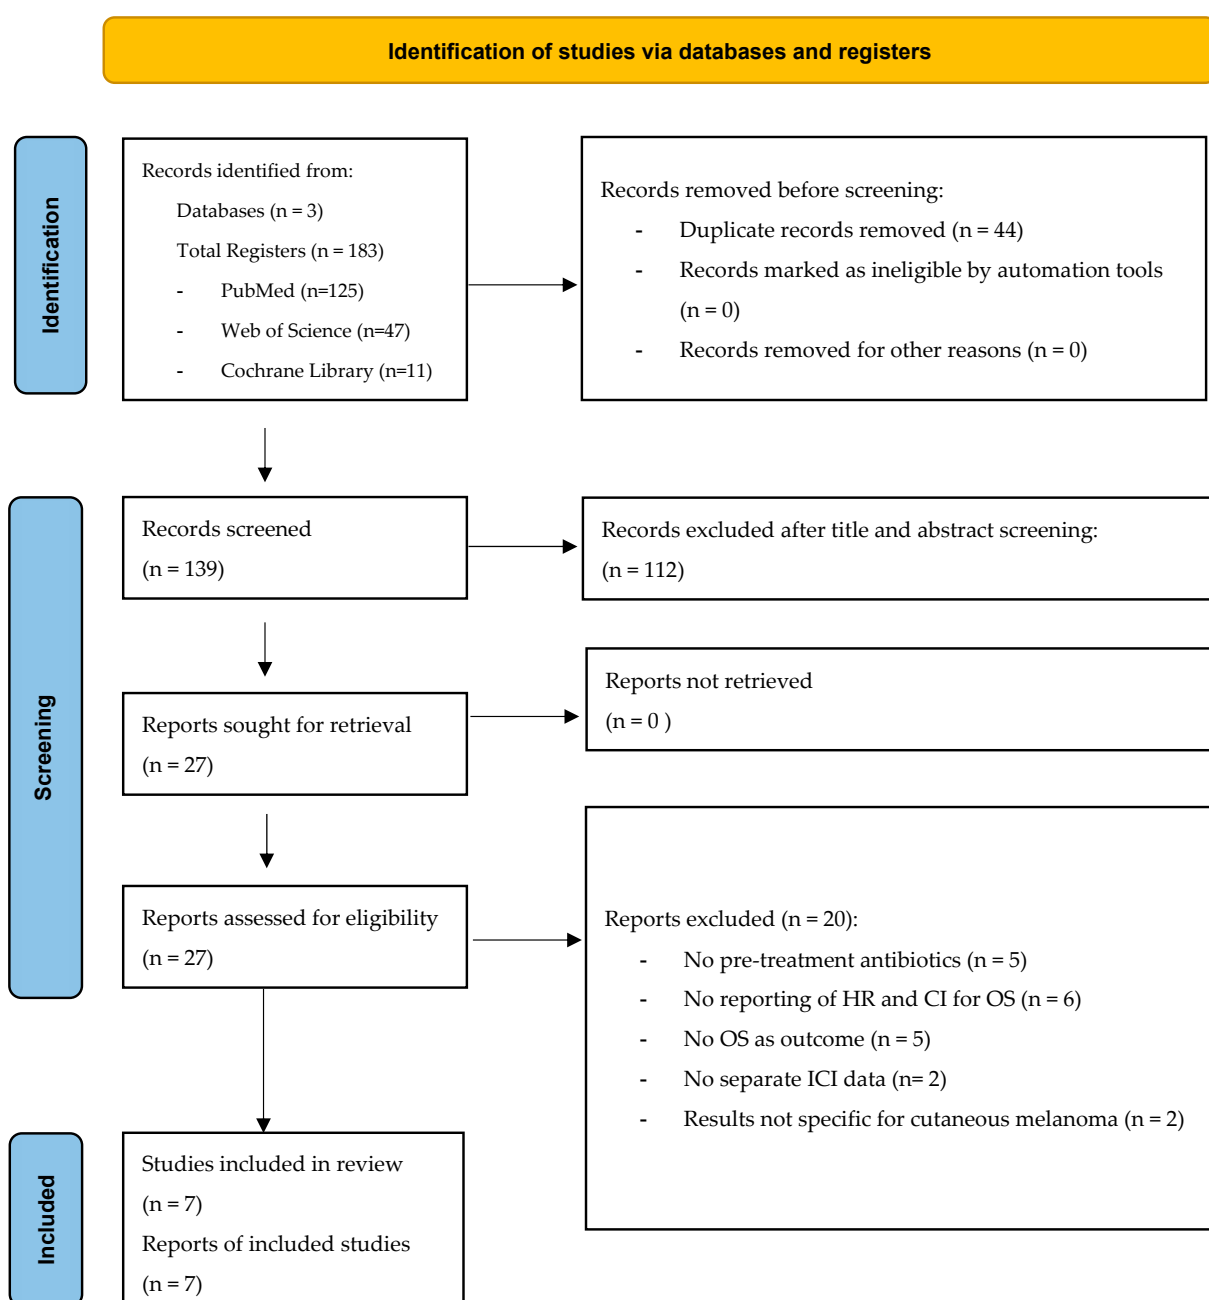 Identification of studies via databases and registers
Identification
Records identified from:
Databases (n = 3)
Total Registers (n = 183)
- PubMed (n=125)
- Web of Science (n=47)
- Cochrane Library (n=11)
Records removed before screening:
- Duplicate records removed (n = 44)
- Records marked as ineligible by automation tools
(n = 0)
- Records removed for other reasons (n = 0)
Screening
Records screened
(n = 139)
Records excluded after title and abstract screening:
(n = 112)
Reports sought for retrieval
(n = 27)
Reports not retrieved
(n = 0 )
Reports assessed for eligibility
(n = 27)
Reports excluded (n = 20):
- No pre-treatment antibiotics (n = 5)
- No reporting of HR and CI for OS (n = 6)
- No OS as outcome (n = 5)
- No separate ICI data (n= 2)
- Results not specific for cutaneous melanoma (n = 2)
Included
Studies included in review
(n = 7)
Reports of included studies
(n = 7)